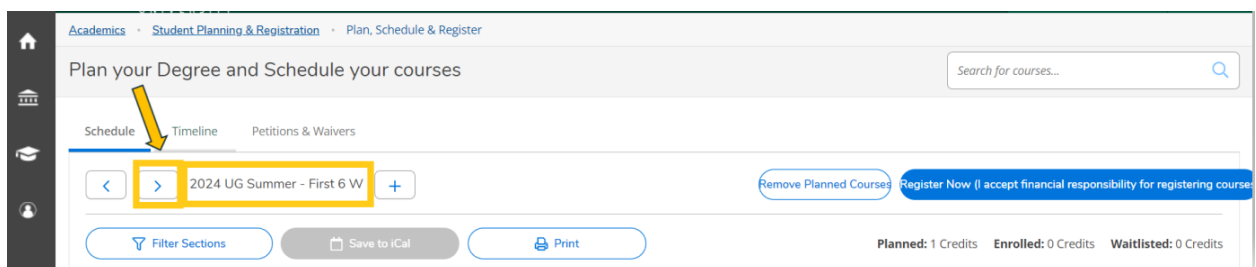 Academics · Student Planning & Registration · Plan, Schedule & Register
Plan your Degree and Schedule your courses
Search for courses...
Schedule Timeline Petitions & Waivers
2024 UG Summer - First 6 W
Remove Planned Courses
Register Now (I accept financial responsibility for registering course
Filter Sections Save to iCal Print
Planned: 1 Credits Enrolled: 0 Credits Waitlisted: 0 Credits